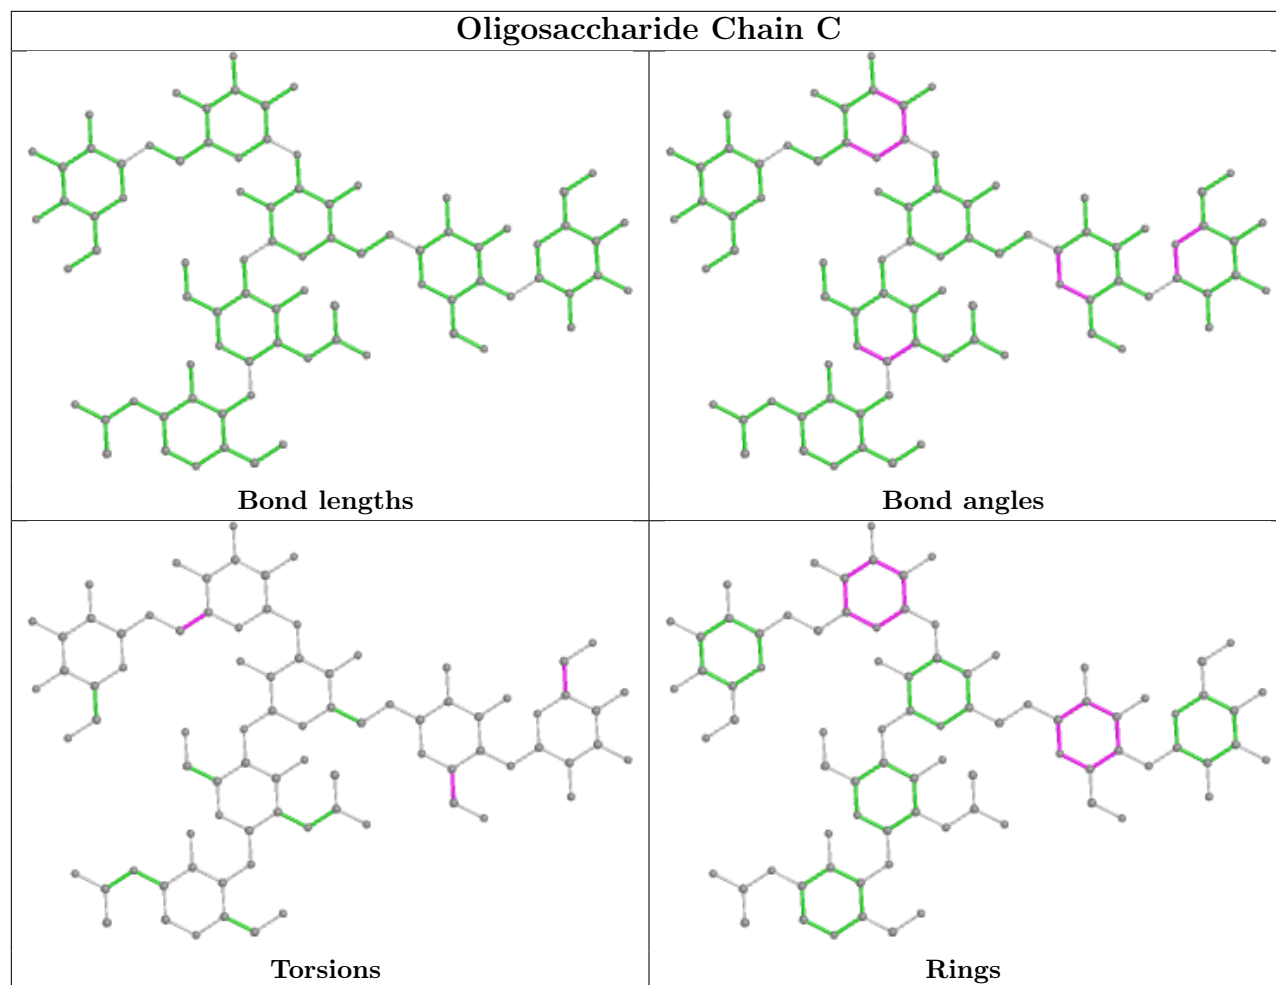 Oligosaccharide Chain C
Bond lengths
Bond angles
Torsions
Rings